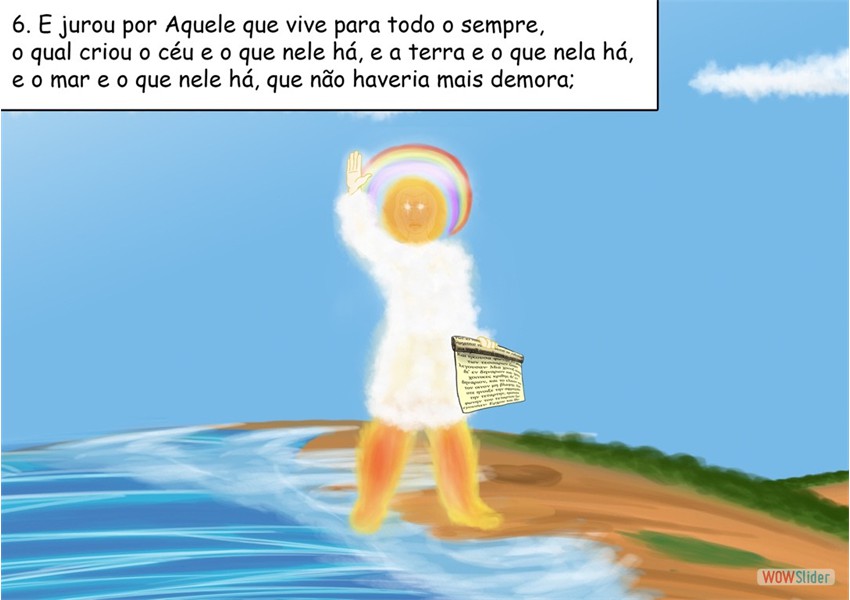 6. E jurou por Aquele que vive para todo o sempre,
o qual criou o céu e o que nele há, e a terra e o que nela há,
e o mar e o que nele há, que não haveria mais demora;
WOWSlider